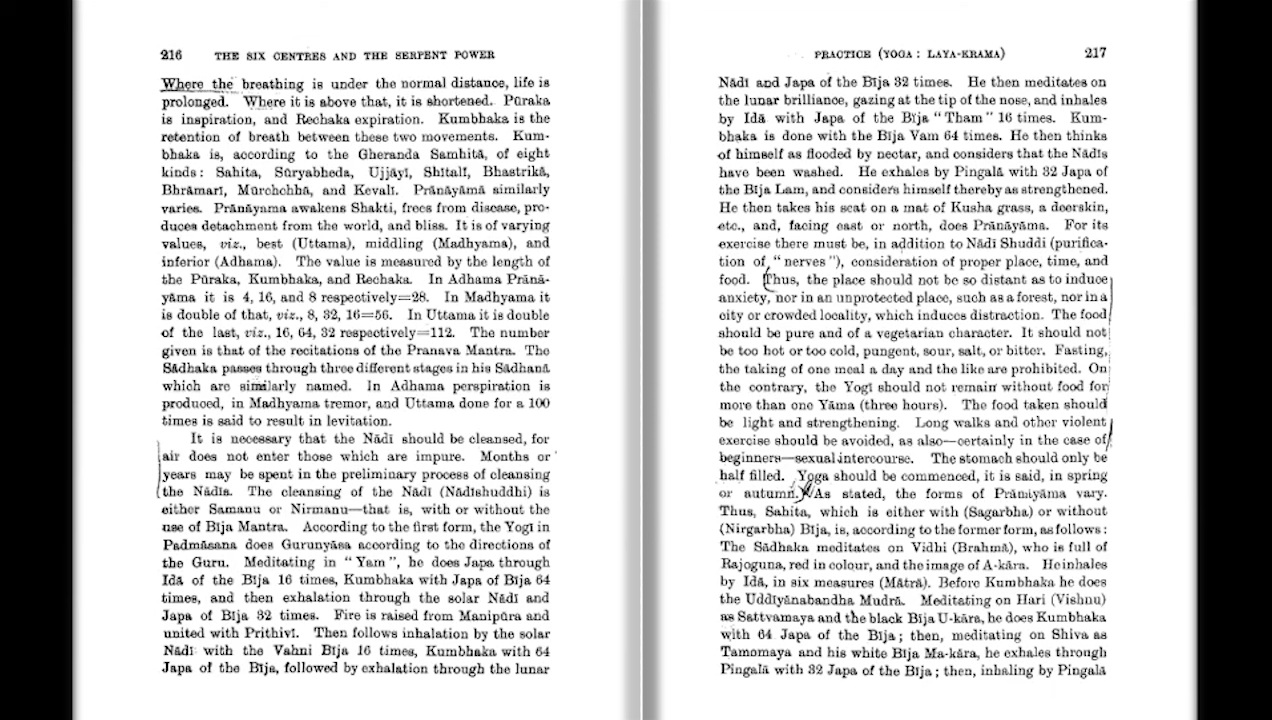 216 THE SIX CENTRES AND THE SERPENT POWER
Where the breathing is under the normal distance, life is
prolonged. Where it is above that, it is shortened. Pūraka
is inspiration, and Rechaka expiration. Kumbhaka is the
retention of breath between these two movements. Kum-
bhaka is, according to the Gheranda Samhitā, of eight
kinds: Sahita, Sūryabheda, Ujjāyī, Shītalī, Bhastrikā,
Bhrāmarī, Mūrchchhā, and Kevalī. Prānāyāmā similarly
varies. Prānāyama awakens Shakti, frees from disease, pro-
duces detachment from the world, and bliss. It is of varying
values, viz., best (Uttama), middling (Madhyama), and
inferior (Adhama). The value is measured by the length of
the Pūraka, Kumbhaka, and Rechaka. In Adhama Prānā-
yāma it is 4, 16, and 8 respectively=28. In Madhyama it
is double of that, viz., 8, 32, 16=56. In Uttama it is double
of the last, viz., 16, 64, 32 respectively=112. The number
given is that of the recitations of the Pranava Mantra. The
Sādhaka passes through three different stages in his Sādhanā
which are similarly named. In Adhama perspiration is
produced, in Madhyama tremor, and Uttama done for a 100
times is said to result in levitation.
It is necessary that the Nādī should be cleansed, for
air does not enter those which are impure. Months or
years may be spent in the preliminary process of cleansing
the Nādīs. The cleansing of the Nādī (Nādīshuddhi) is
either Samanu or Nirmanu—that is, with or without the
use of Bīja Mantra. According to the first form, the Yogī in
Padmāsana does Gurunyāsa according to the directions of
the Guru. Meditating in “Yam”, he does Japa through
Idā of the Bīja 16 times, Kumbhaka with Japa of Bīja 64
times, and then exhalation through the solar Nādī and
Japa of Bīja 32 times. Fire is raised from Manipūra and
united with Prithivī. Then follows inhalation by the solar
Nādī with the Vahni Bīja 16 times, Kumbhaka with 64
Japa of the Bīja, followed by exhalation through the lunar
PRACTICE (YOGA: LAYA-KRAMA) 217
Nādī and Japa of the Bīja 32 times. He then meditates on
the lunar brilliance, gazing at the tip of the nose, and inhales
by Idā with Japa of the Bīja “Tham” 16 times. Kum-
bhaka is done with the Bīja Vam 64 times. He then thinks
of himself as flooded by nectar, and considers that the Nādīs
have been washed. He exhales by Pingalā with 32 Japa of
the Bīja Lam, and considers himself thereby as strengthened.
He then takes his seat on a mat of Kusha grass, a deerskin,
etc., and, facing east or north, does Prānāyāma. For its
exercise there must be, in addition to Nādī Shuddi (purifica-
tion of “nerves”), consideration of proper place, time, and
food. Thus, the place should not be so distant as to induce
anxiety, nor in an unprotected place, such as a forest, nor in a
city or crowded locality, which induces distraction. The food
should be pure and of a vegetarian character. It should not
be too hot or too cold, pungent, sour, salt, or bitter. Fasting,
the taking of one meal a day and the like are prohibited. On
the contrary, the Yogī should not remain without food for
more than one Yāma (three hours). The food taken should
be light and strengthening. Long walks and other violent
exercise should be avoided, as also—certainly in the case of
beginners—sexual intercourse. The stomach should only be
half filled. Yoga should be commenced, it is said, in spring
or autumn. As stated, the forms of Prāmiyāma vary.
Thus, Sahita, which is either with (Sagarbha) or without
(Nirgarbha) Bīja, is, according to the former form, as follows:
The Sādhaka meditates on Vidhi (Brahmā), who is full of
Rajoguna, red in colour, and the image of A-kāra. He inhales
by Idā, in six measures (Mātrā). Before Kumbhaka he does
the Uddīyānabandha Mudrā. Meditating on Hari (Vishnu)
as Sattvamaya and the black Bīja U-kāra, he does Kumbhaka
with 64 Japa of the Bīja; then, meditating on Shiva as
Tamomaya and his white Bīja Ma-kāra, he exhales through
Pingalā with 32 Japa of the Bīja; then, inhaling by Pingalā